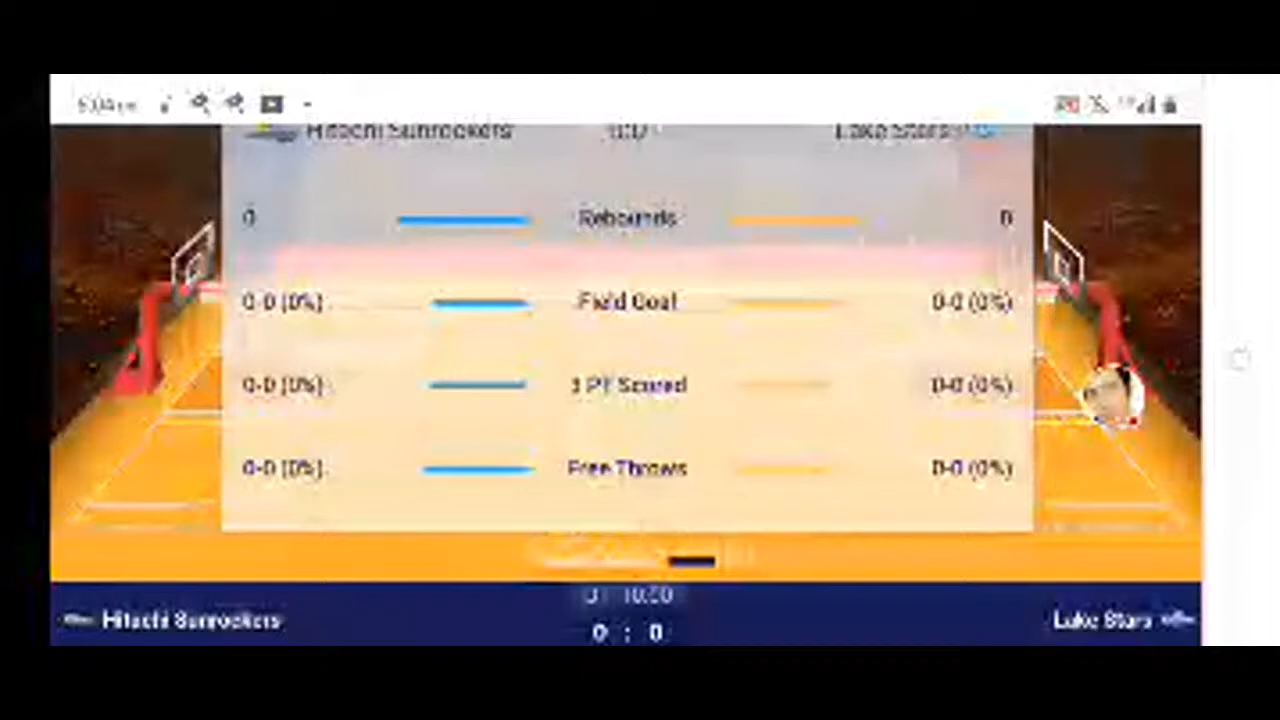 Hitachi Sunrockers 0:0 Lake Stars
0 Rebounds 0
0-0 (0%) Field Goal 0-0 (0%)
0-0 (0%) 3 PT Scored 0-0 (0%)
0-0 (0%) Free Throws 0-0 (0%)
10:00
Hitachi Sunrockers 0 : 0 Lake Stars